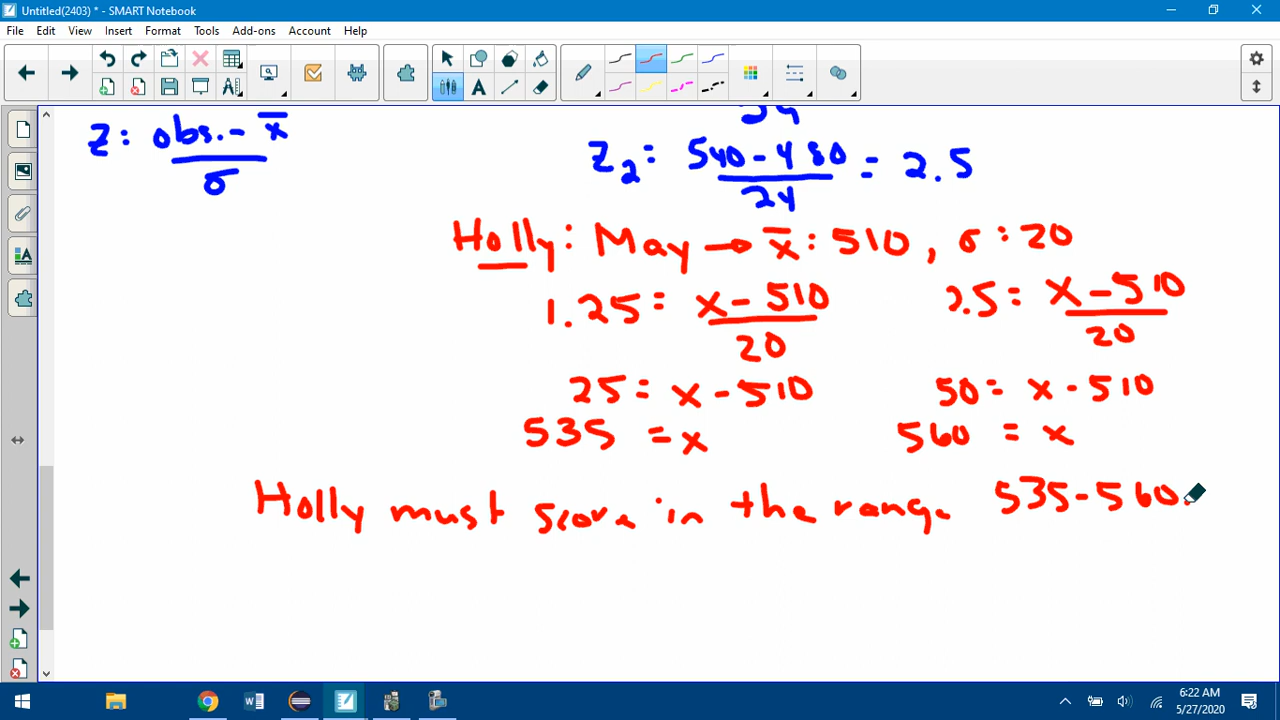 Untitled(2403) * - SMART Notebook
File Edit View Insert Format Tools Add-ons Account Help
24
Z: obs. - x̄
σ
Z2: 540 - 480 = 2.5
24
Holly: May → x̄: 510, σ: 20
1.25 = x - 510
20
2.5 = x - 510
20
25 = x - 510
50 = x - 510
535 = x
560 = x
Holly must score in the range 535-560.
6:22 AM
5/27/2020